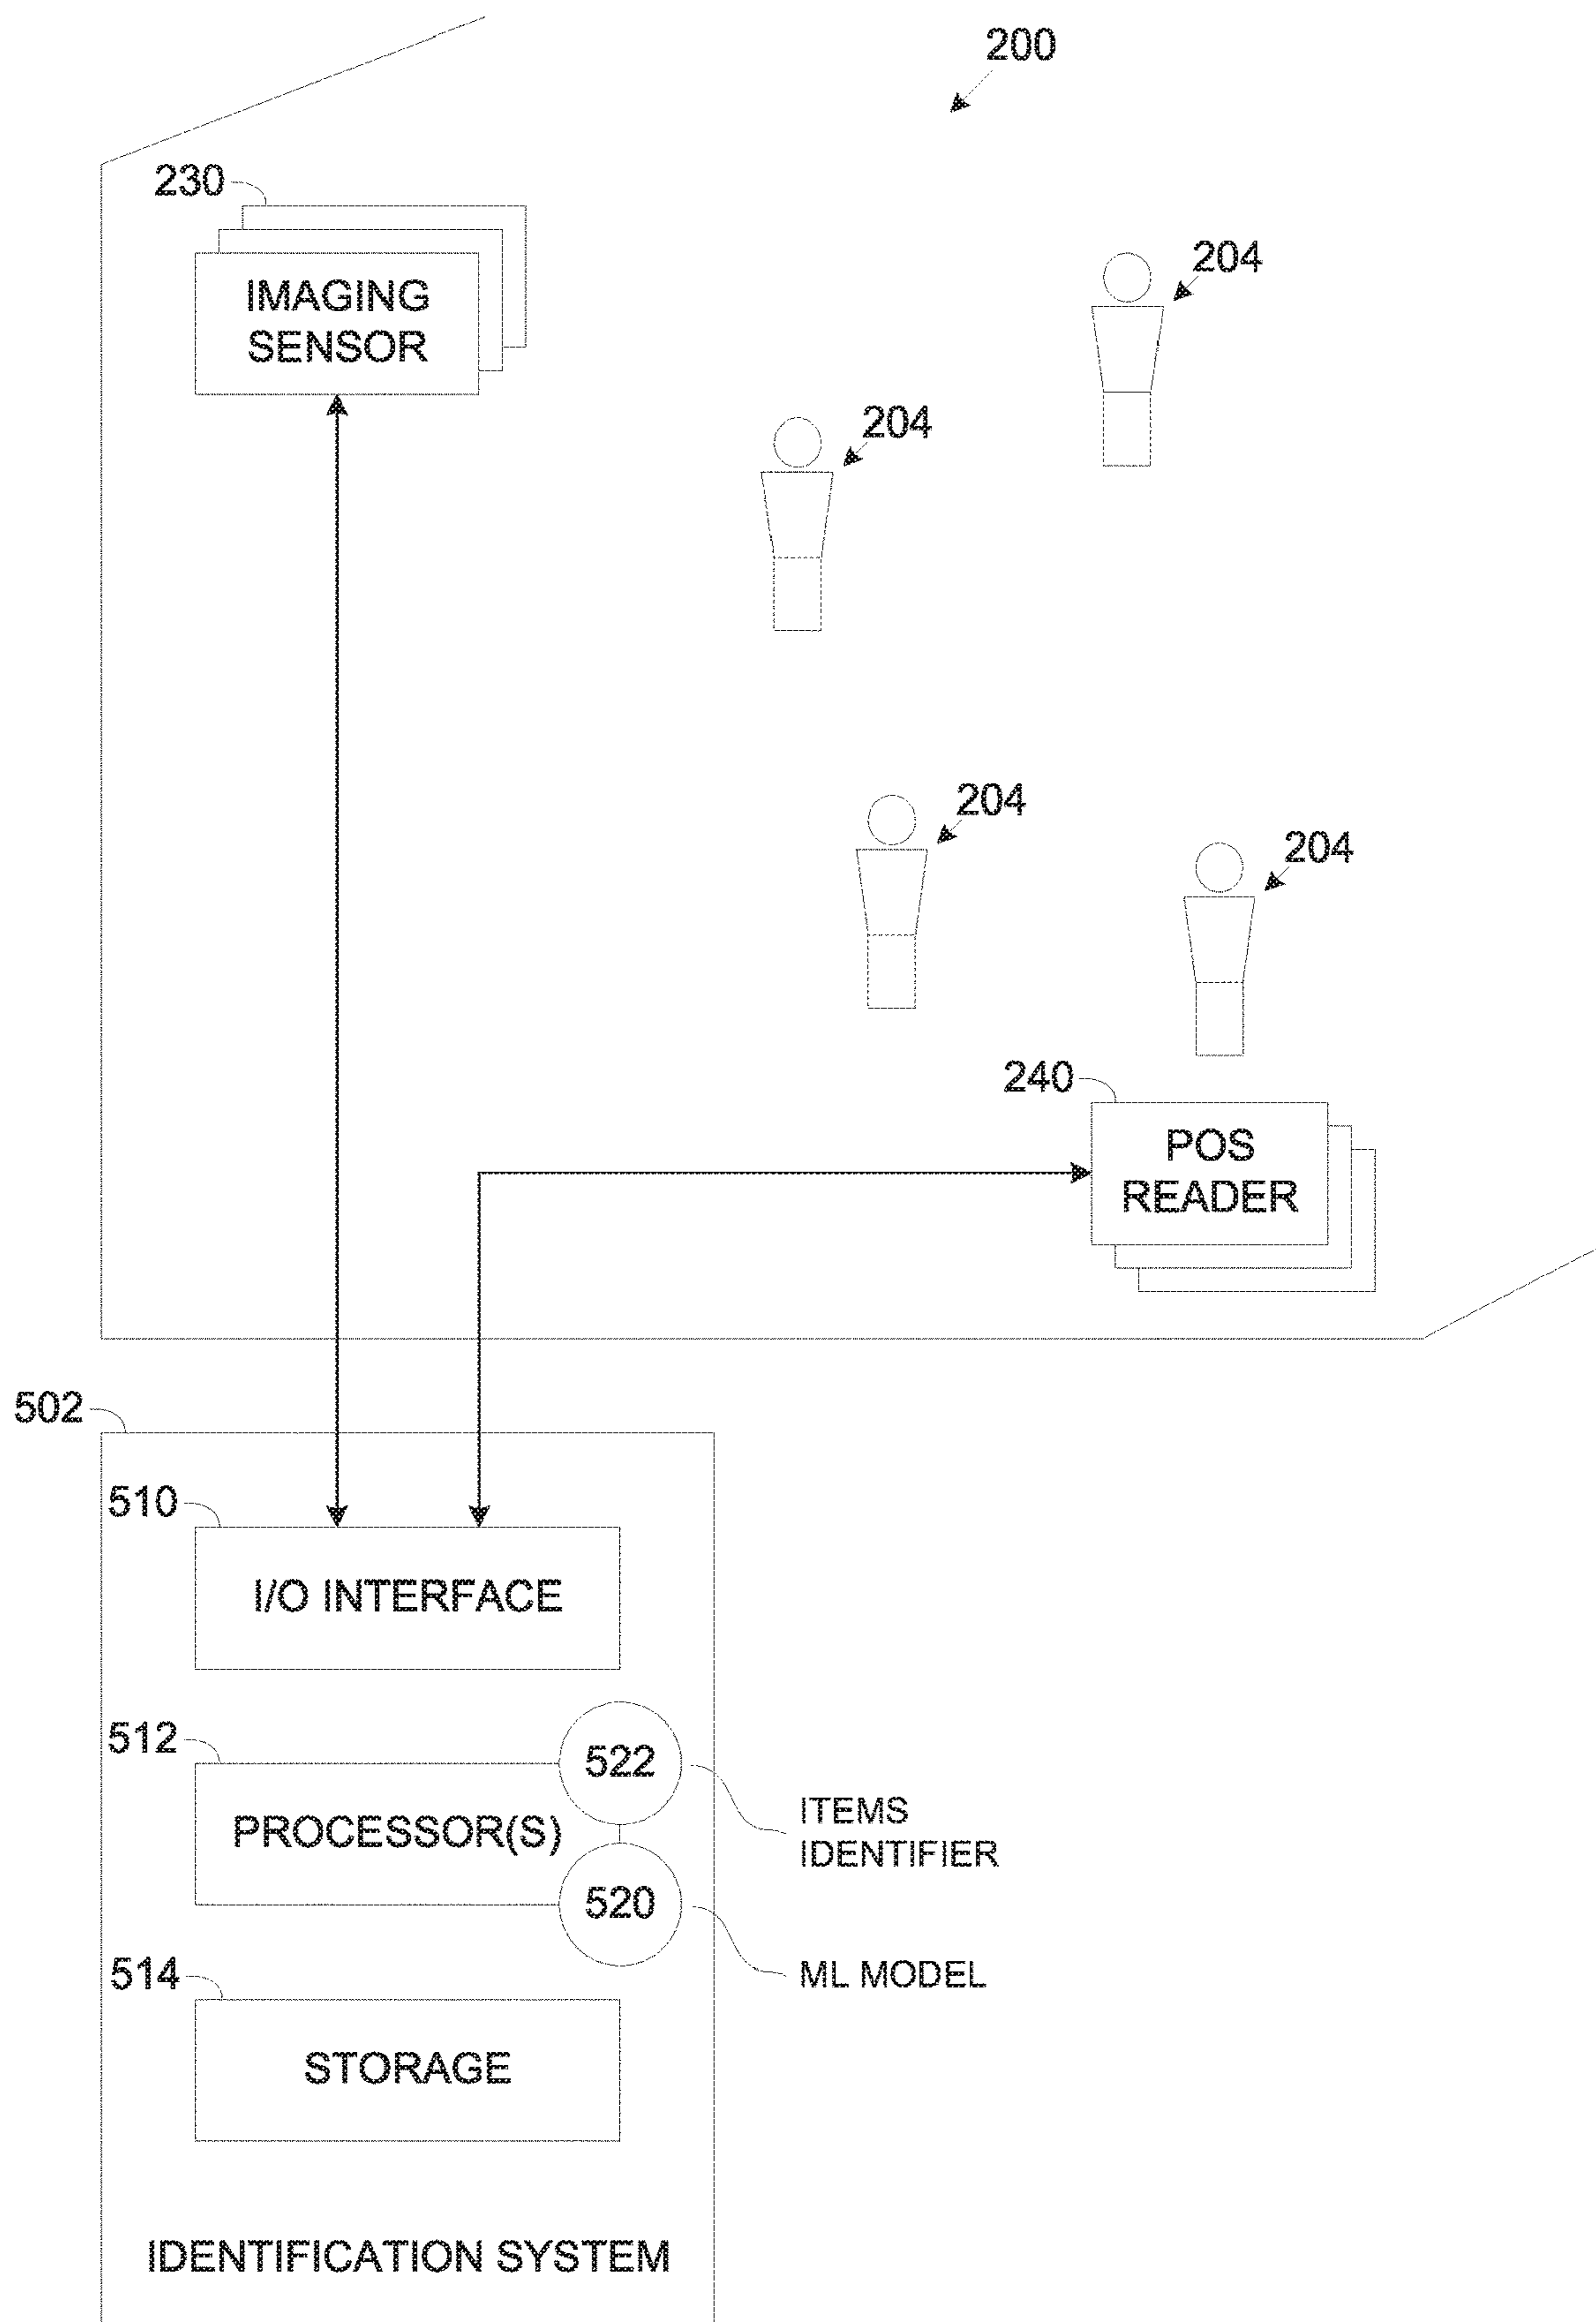 200
230
IMAGING
SENSOR
204
204
204
204
240
POS
READER
502
510
I/O INTERFACE
512
PROCESSOR(S)
522
ITEMS
IDENTIFIER
520
ML MODEL
514
STORAGE
IDENTIFICATION SYSTEM